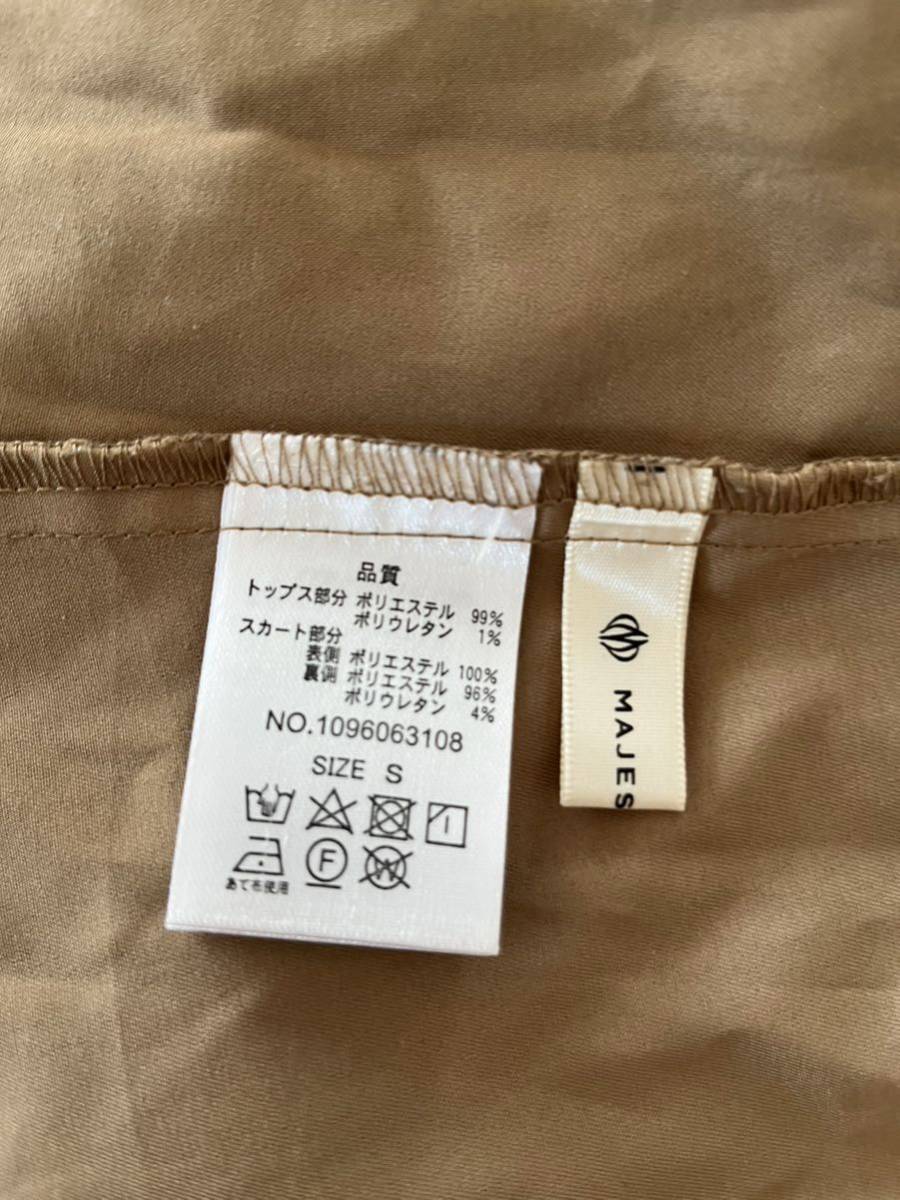 品質
トップス部分 ポリエステル 99%
ポリウレタン 1%
スカート部分
表側 ポリエステル 100%
裏側 ポリエステル 96%
ポリウレタン 4%
NO.1096063108
SIZE S
F
W
あて布使用
MAJES